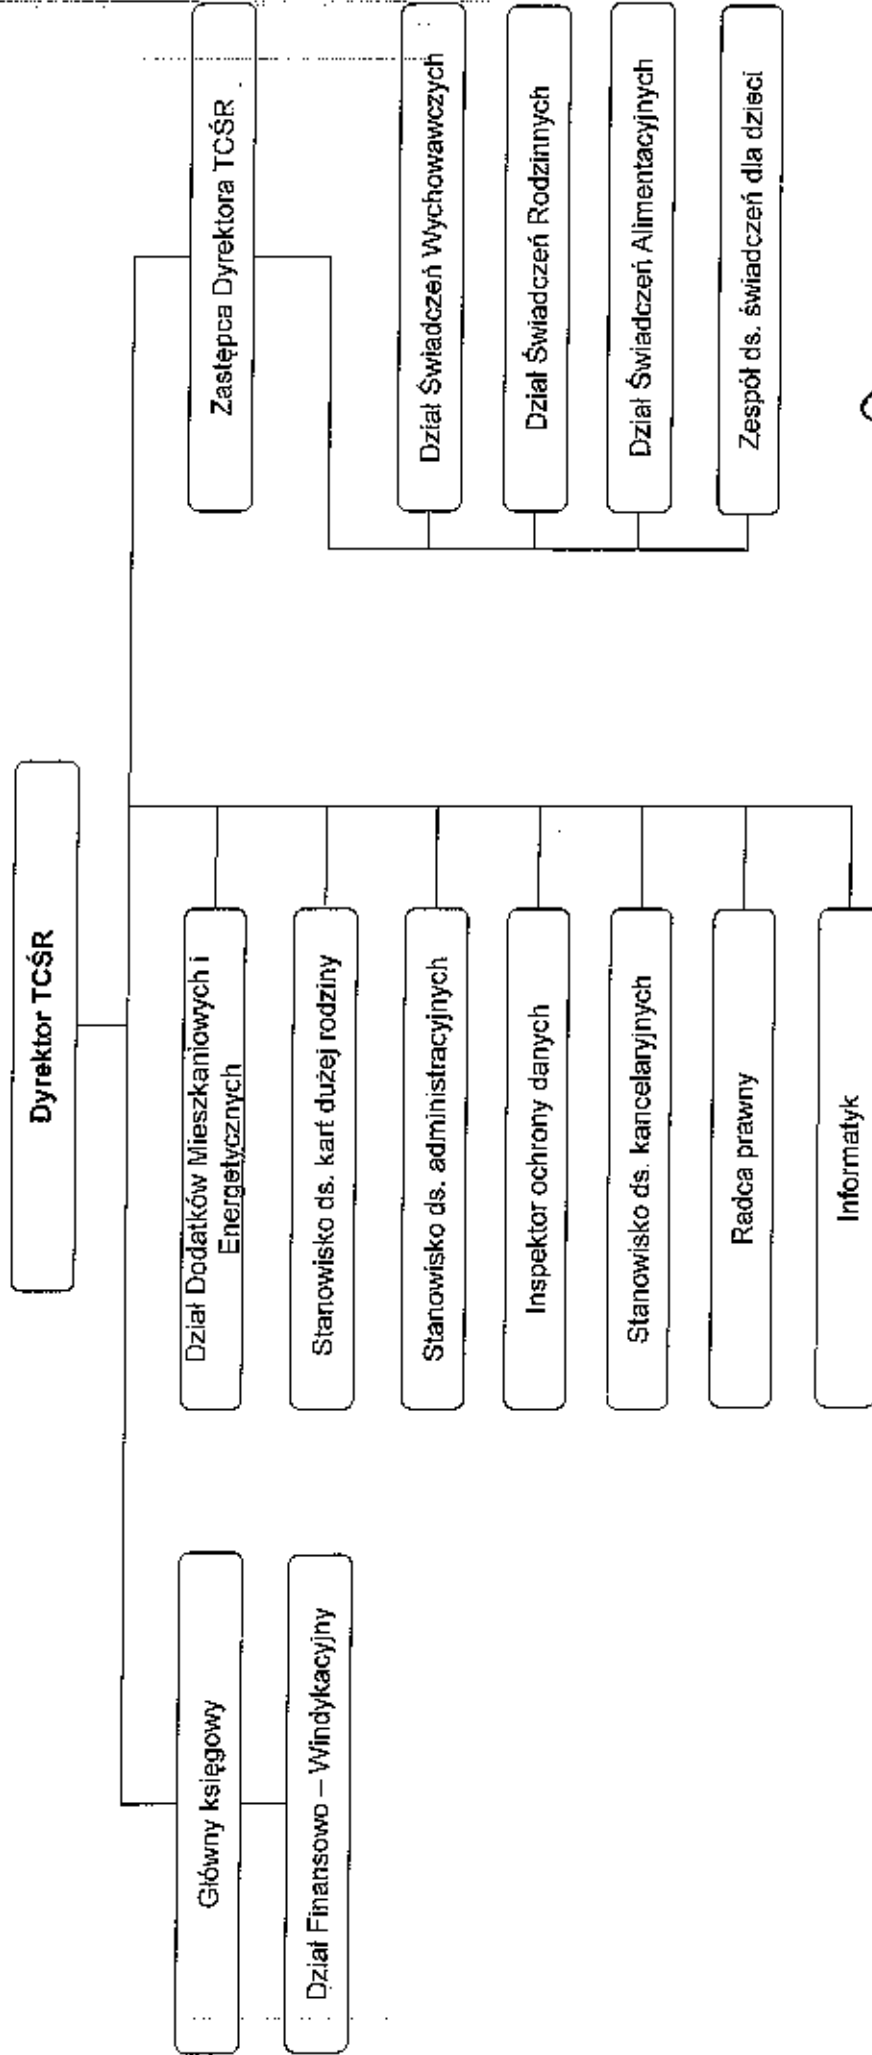 Dyrektor TCŚR
Główny księgowy
Dział Finansowo – Windykacyjny
Dział Dodatków Mieszkaniowych i
Energetycznych
Stanowisko ds. kart dużej rodziny
Stanowisko ds. administracyjnych
Inspektor ochrony danych
Stanowisko ds. kancelaryjnych
Radca prawny
Informatyk
Zastępca Dyrektora TCŚR
Dział Świadczeń Wychowawczych
Dział Świadczeń Rodzinnych
Dział Świadczeń Alimentacyjnych
Zespół ds. świadczeń dla dzieci